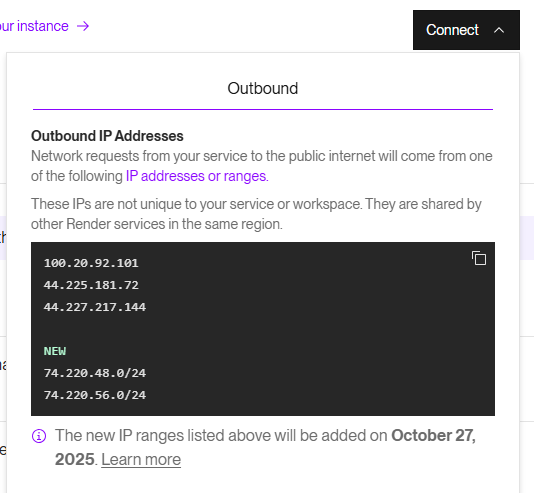 our instance →
Connect
Outbound
Outbound IP Addresses
Network requests from your service to the public internet will come from one
of the following IP addresses or ranges.
These IPs are not unique to your service or workspace. They are shared by
other Render services in the same region.
100.20.92.101
44.225.181.72
44.227.217.144
NEW
74.220.48.0/24
74.220.56.0/24
The new IP ranges listed above will be added on October 27,
2025. Learn more